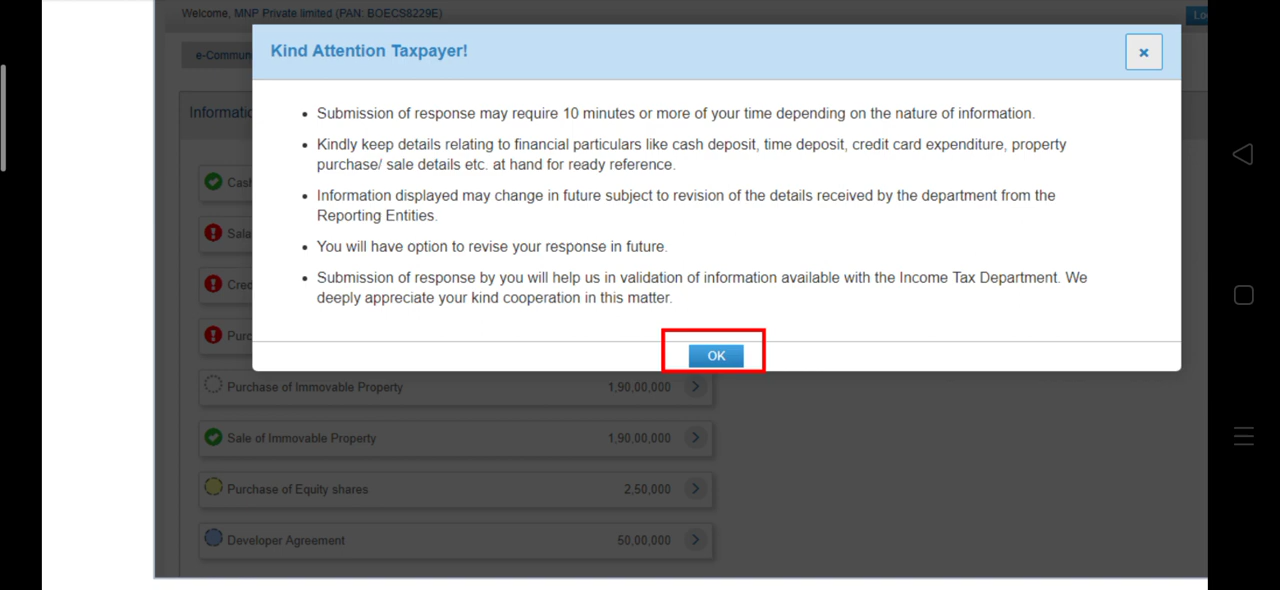 Welcome, MNP Private limited (PAN: BOECS8229E)
Lo
e-Commun
Kind Attention Taxpayer!
×
Informatio
• Submission of response may require 10 minutes or more of your time depending on the nature of information.
• Kindly keep details relating to financial particulars like cash deposit, time deposit, credit card expenditure, property
purchase/ sale details etc. at hand for ready reference.
• Information displayed may change in future subject to revision of the details received by the department from the
Reporting Entities.
• You will have option to revise your response in future.
• Submission of response by you will help us in validation of information available with the Income Tax Department. We
deeply appreciate your kind cooperation in this matter.
OK
Cash
Sala
Cred
Purc
Purchase of Immovable Property 1,90,00,000
Sale of Immovable Property 1,90,00,000
Purchase of Equity shares 2,50,000
Developer Agreement 50,00,000